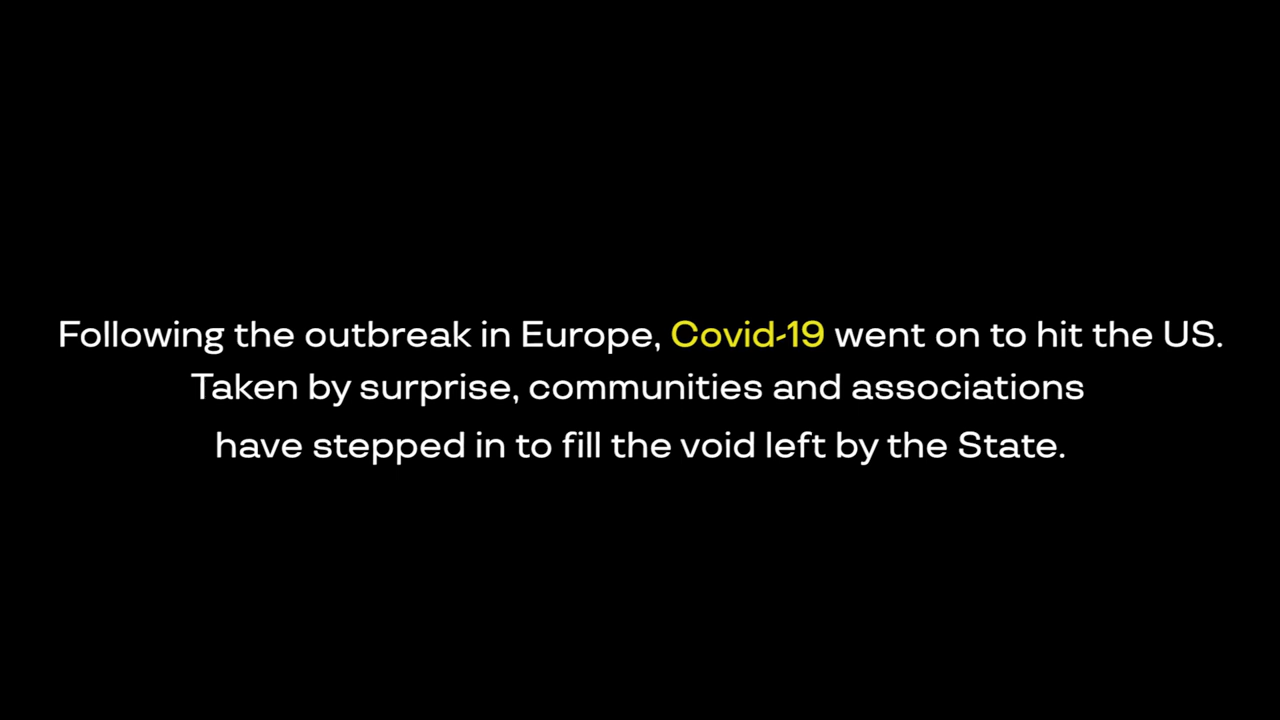 Following the outbreak in Europe, Covid-19 went on to hit the US.
Taken by surprise, communities and associations
have stepped in to fill the void left by the State.